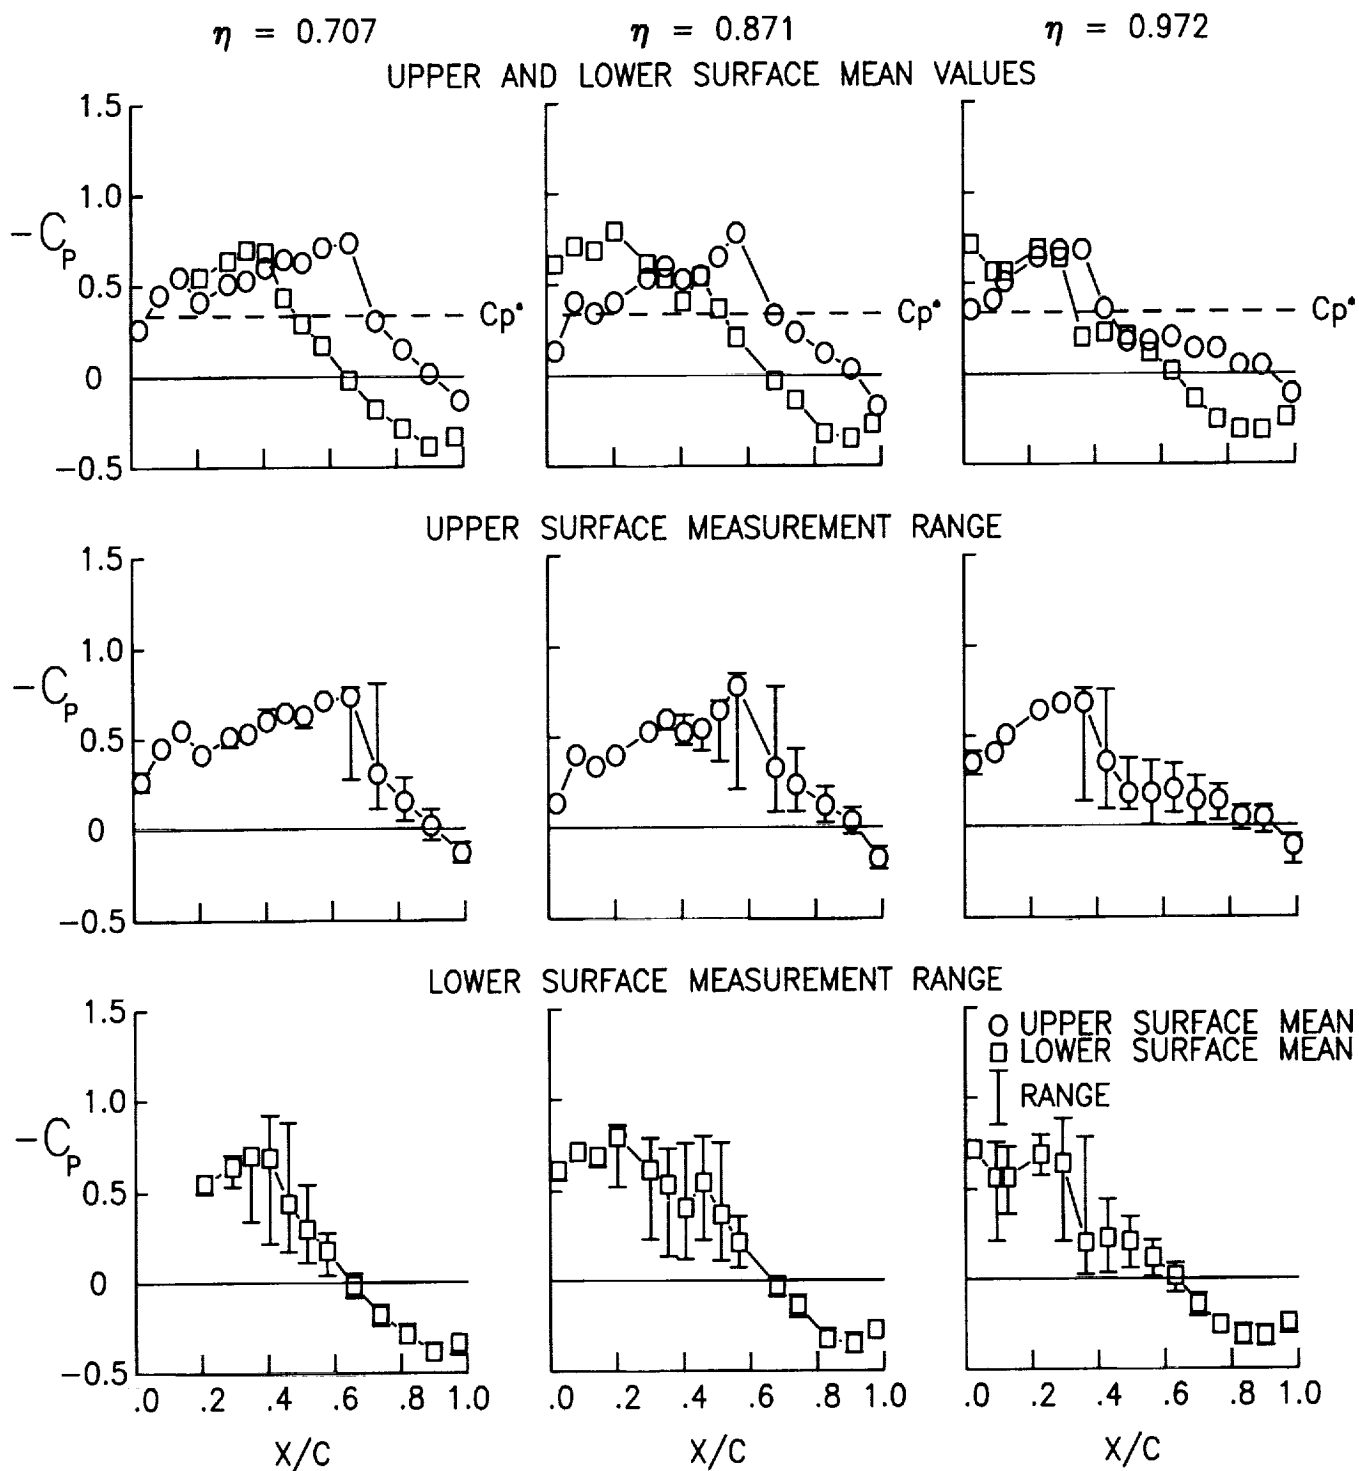 η = 0.707 η = 0.871 η = 0.972
UPPER AND LOWER SURFACE MEAN VALUES
1.5
1.0
-Cp
0.5
Cp* Cp* Cp*
0
-0.5
UPPER SURFACE MEASUREMENT RANGE
1.5
1.0
-Cp
0.5
0
-0.5
LOWER SURFACE MEASUREMENT RANGE
1.5
UPPER SURFACE MEAN
LOWER SURFACE MEAN
RANGE
1.0
-Cp
0.5
0
-0.5
.0 .2 .4 .6 .8 1.0 .0 .2 .4 .6 .8 1.0 .0 .2 .4 .6 .8 1.0
X/C X/C X/C